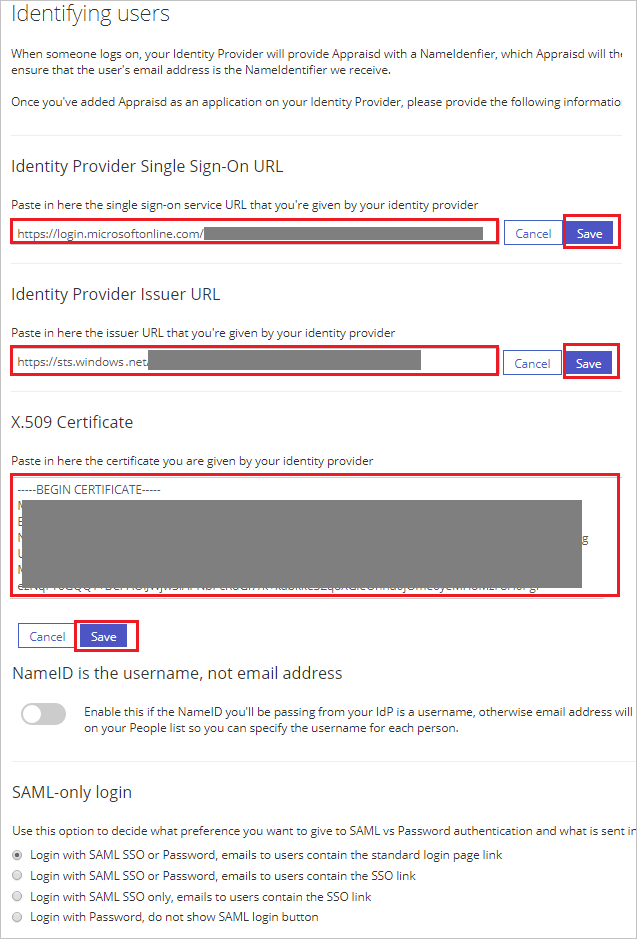 Identifying users
When someone logs on, your Identity Provider will provide Appraisd with a NameIdenfier, which Appraisd will the
ensure that the user's email address is the NameIdentifier we receive.
Once you've added Appraisd as an application on your Identity Provider, please provide the following informatio
Identity Provider Single Sign-On URL
Paste in here the single sign-on service URL that you're given by your identity provider
https://login.microsoftonline.com/ Cancel Save
Identity Provider Issuer URL
Paste in here the issuer URL that you're given by your identity provider
https://sts.windows.net/ Cancel Save
X.509 Certificate
Paste in here the certificate you are given by your identity provider
-----BEGIN CERTIFICATE-----
Cancel Save
NameID is the username, not email address
Enable this if the NameID you'll be passing from your IdP is a username, otherwise email address will
on your People list so you can specify the username for each person.
SAML-only login
Use this option to decide what preference you want to give to SAML vs Password authentication and what is sent in
Login with SAML SSO or Password, emails to users contain the standard login page link
Login with SAML SSO or Password, emails to users contain the SSO link
Login with SAML SSO only, emails to users contain the SSO link
Login with Password, do not show SAML login button